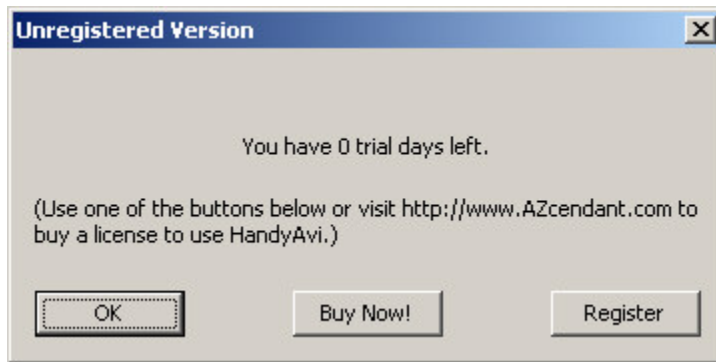 Unregistered Version
You have 0 trial days left.
(Use one of the buttons below or visit http://www.AZcendant.com to
buy a license to use HandyAvi.)
OK Buy Now! Register